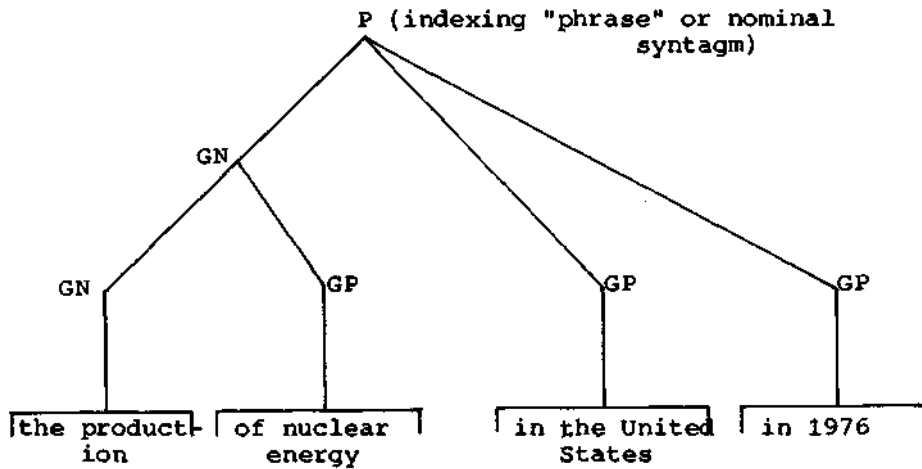 P (indexing "phrase" or nominal
syntagm)
GN
GN GP GP GP
the product- of nuclear in the United in 1976
ion energy States